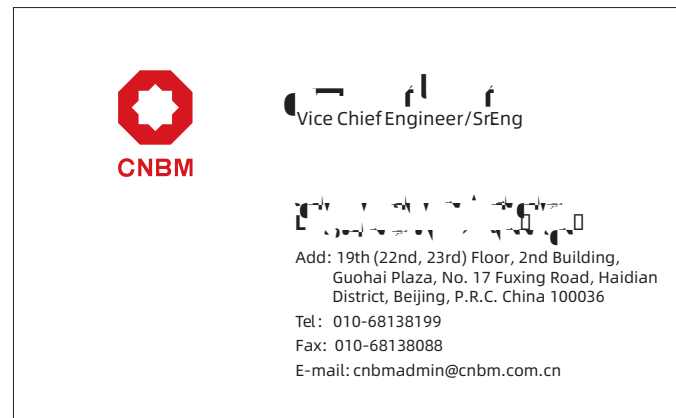 CNBM
Vice Chief Engineer/SrEng
Add: 19th (22nd, 23rd) Floor, 2nd Building,
Guohai Plaza, No. 17 Fuxing Road, Haidian
District, Beijing, P.R.C. China 100036
Tel: 010-68138199
Fax: 010-68138088
E-mail: cnbmadmin@cnbm.com.cn